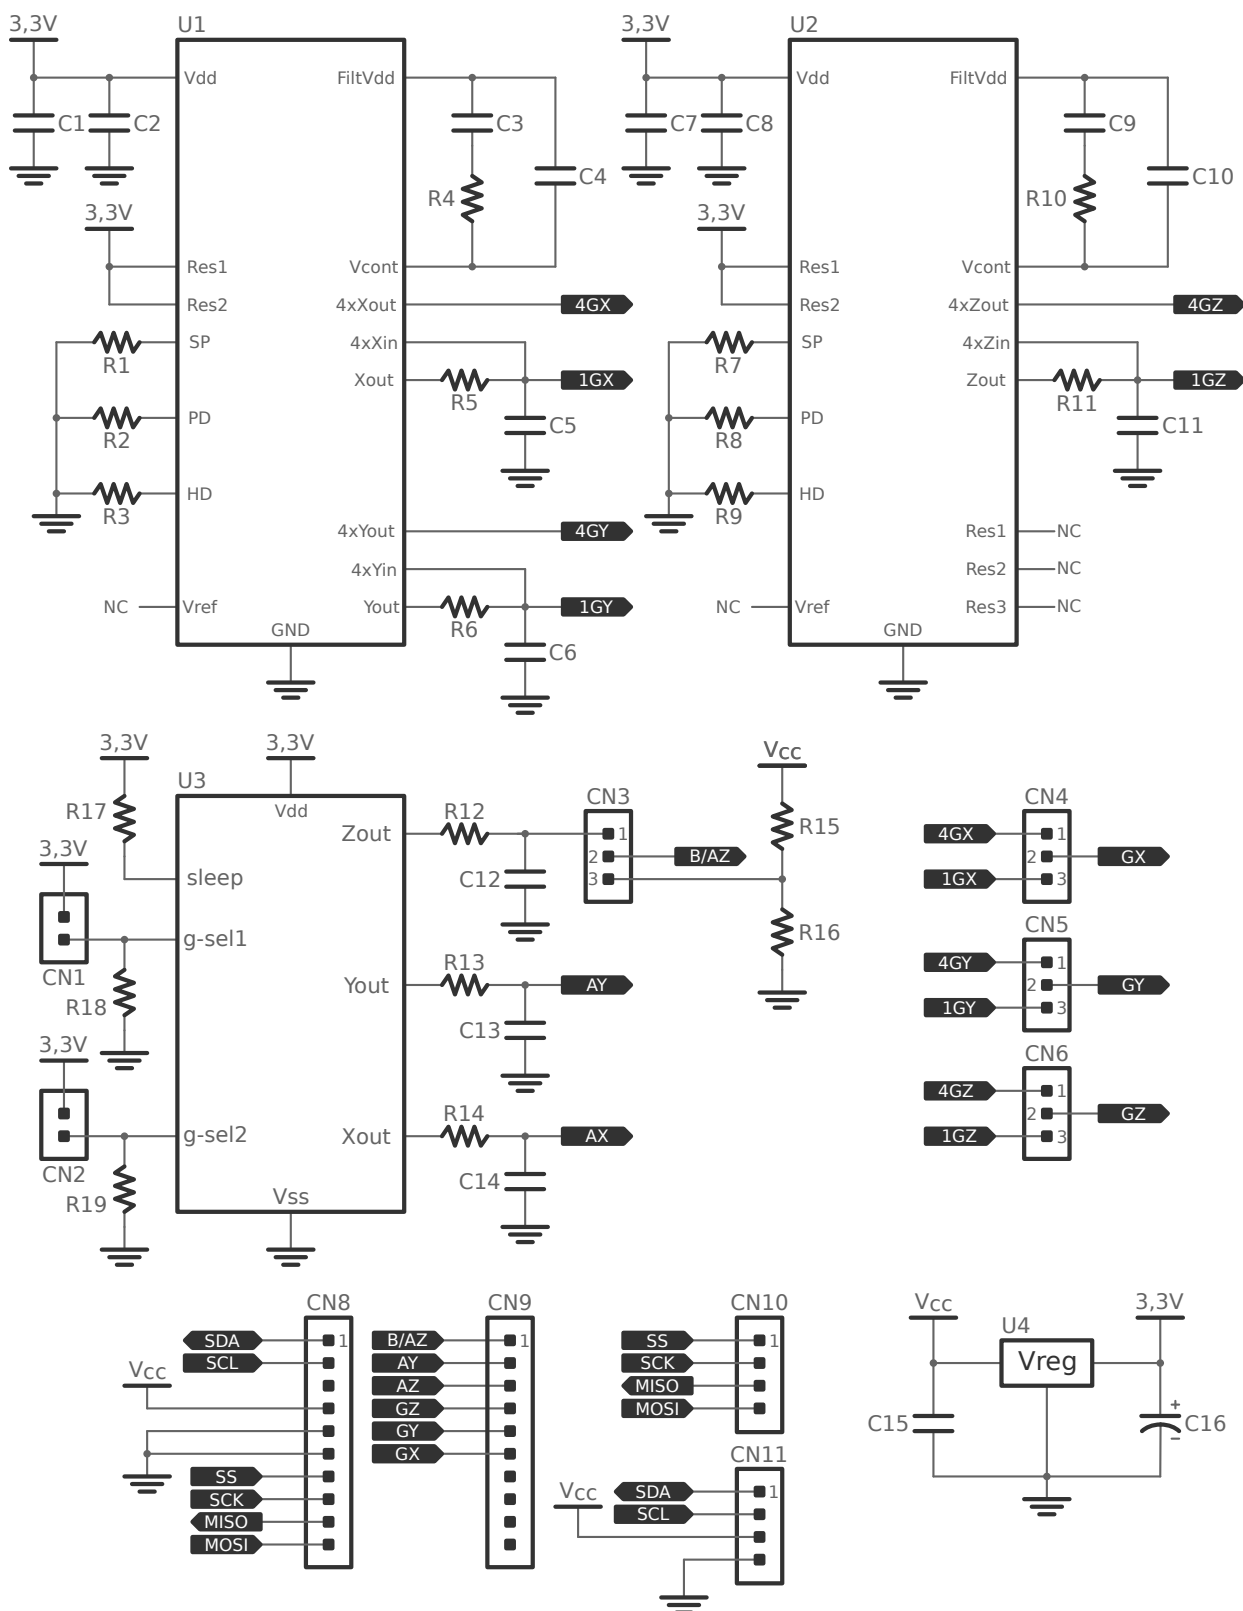 3,3V
U1
3,3V
U2
Vdd
FiltVdd
Vdd
FiltVdd
C1
C2
C3
C7
C8
C9
C4
C10
R4
R10
3,3V
3,3V
Res1
Vcont
Res1
Vcont
Res2
4xXout
4GX
Res2
4xZout
4GZ
R1
SP
4xXin
R7
SP
4xZin
Xout
R5
1GX
Zout
R11
1GZ
R2
PD
C5
R8
PD
C11
R3
HD
R9
HD
4xYout
4GY
Res1
NC
4xYin
Res2
NC
NC
Vref
Yout
R6
1GY
NC
Vref
Res3
NC
GND
C6
GND
3,3V
3,3V
Vcc
U3
R17
Vdd
R12
CN3
CN4
Zout
1
R15
4GX
1
3,3V
2
B/AZ
2
GX
sleep
C12
3
1GX
3
g-sel1
R16
CN5
CN1
R13
4GY
1
R18
Yout
AY
2
GY
C13
1GY
3
3,3V
CN6
4GZ
1
R14
2
GZ
g-sel2
Xout
AX
1GZ
3
CN2
C14
R19
Vss
CN8
CN9
CN10
Vcc
3,3V
SDA
1
B/AZ
1
SS
1
U4
SCL
AY
SCK
Vreg
Vcc
AZ
MISO
GZ
MOSI
+
C15
C16
GY
−
GX
CN11
SS
Vcc
SDA
1
SCK
SCL
MISO
MOSI